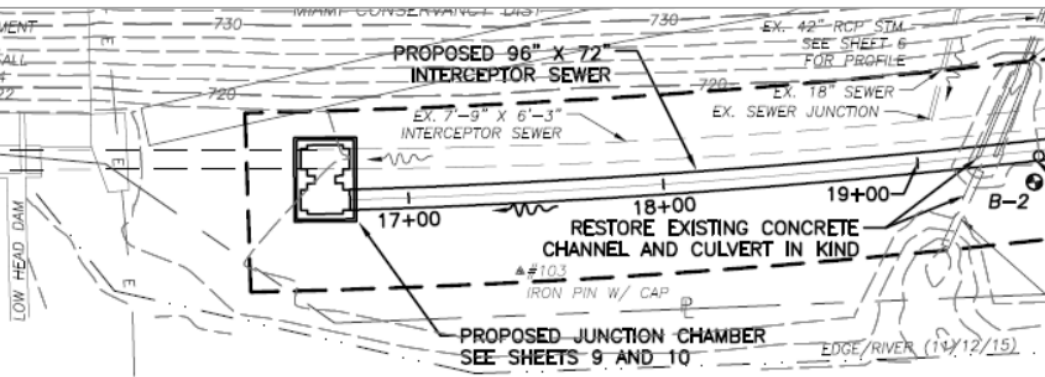 MIAMI CONSERVANCY DIST
730
730
EX. 42" RCP STM.
SEE SHEET 6
FOR PROFILE
PROPOSED 96" X 72"
INTERCEPTOR SEWER
720
720
EX. 18" SEWER
EX. SEWER JUNCTION
EX. 7'-9" X 6'-3"
INTERCEPTOR SEWER
E
E
E
17+00
18+00
19+00
B-2
RESTORE EXISTING CONCRETE
CHANNEL AND CULVERT IN KIND
LOW HEAD DAM
#103
IRON PIN W/ CAP
PL
PROPOSED JUNCTION CHAMBER
SEE SHEETS 9 AND 10
EDGE/RIVER (11/12/15)